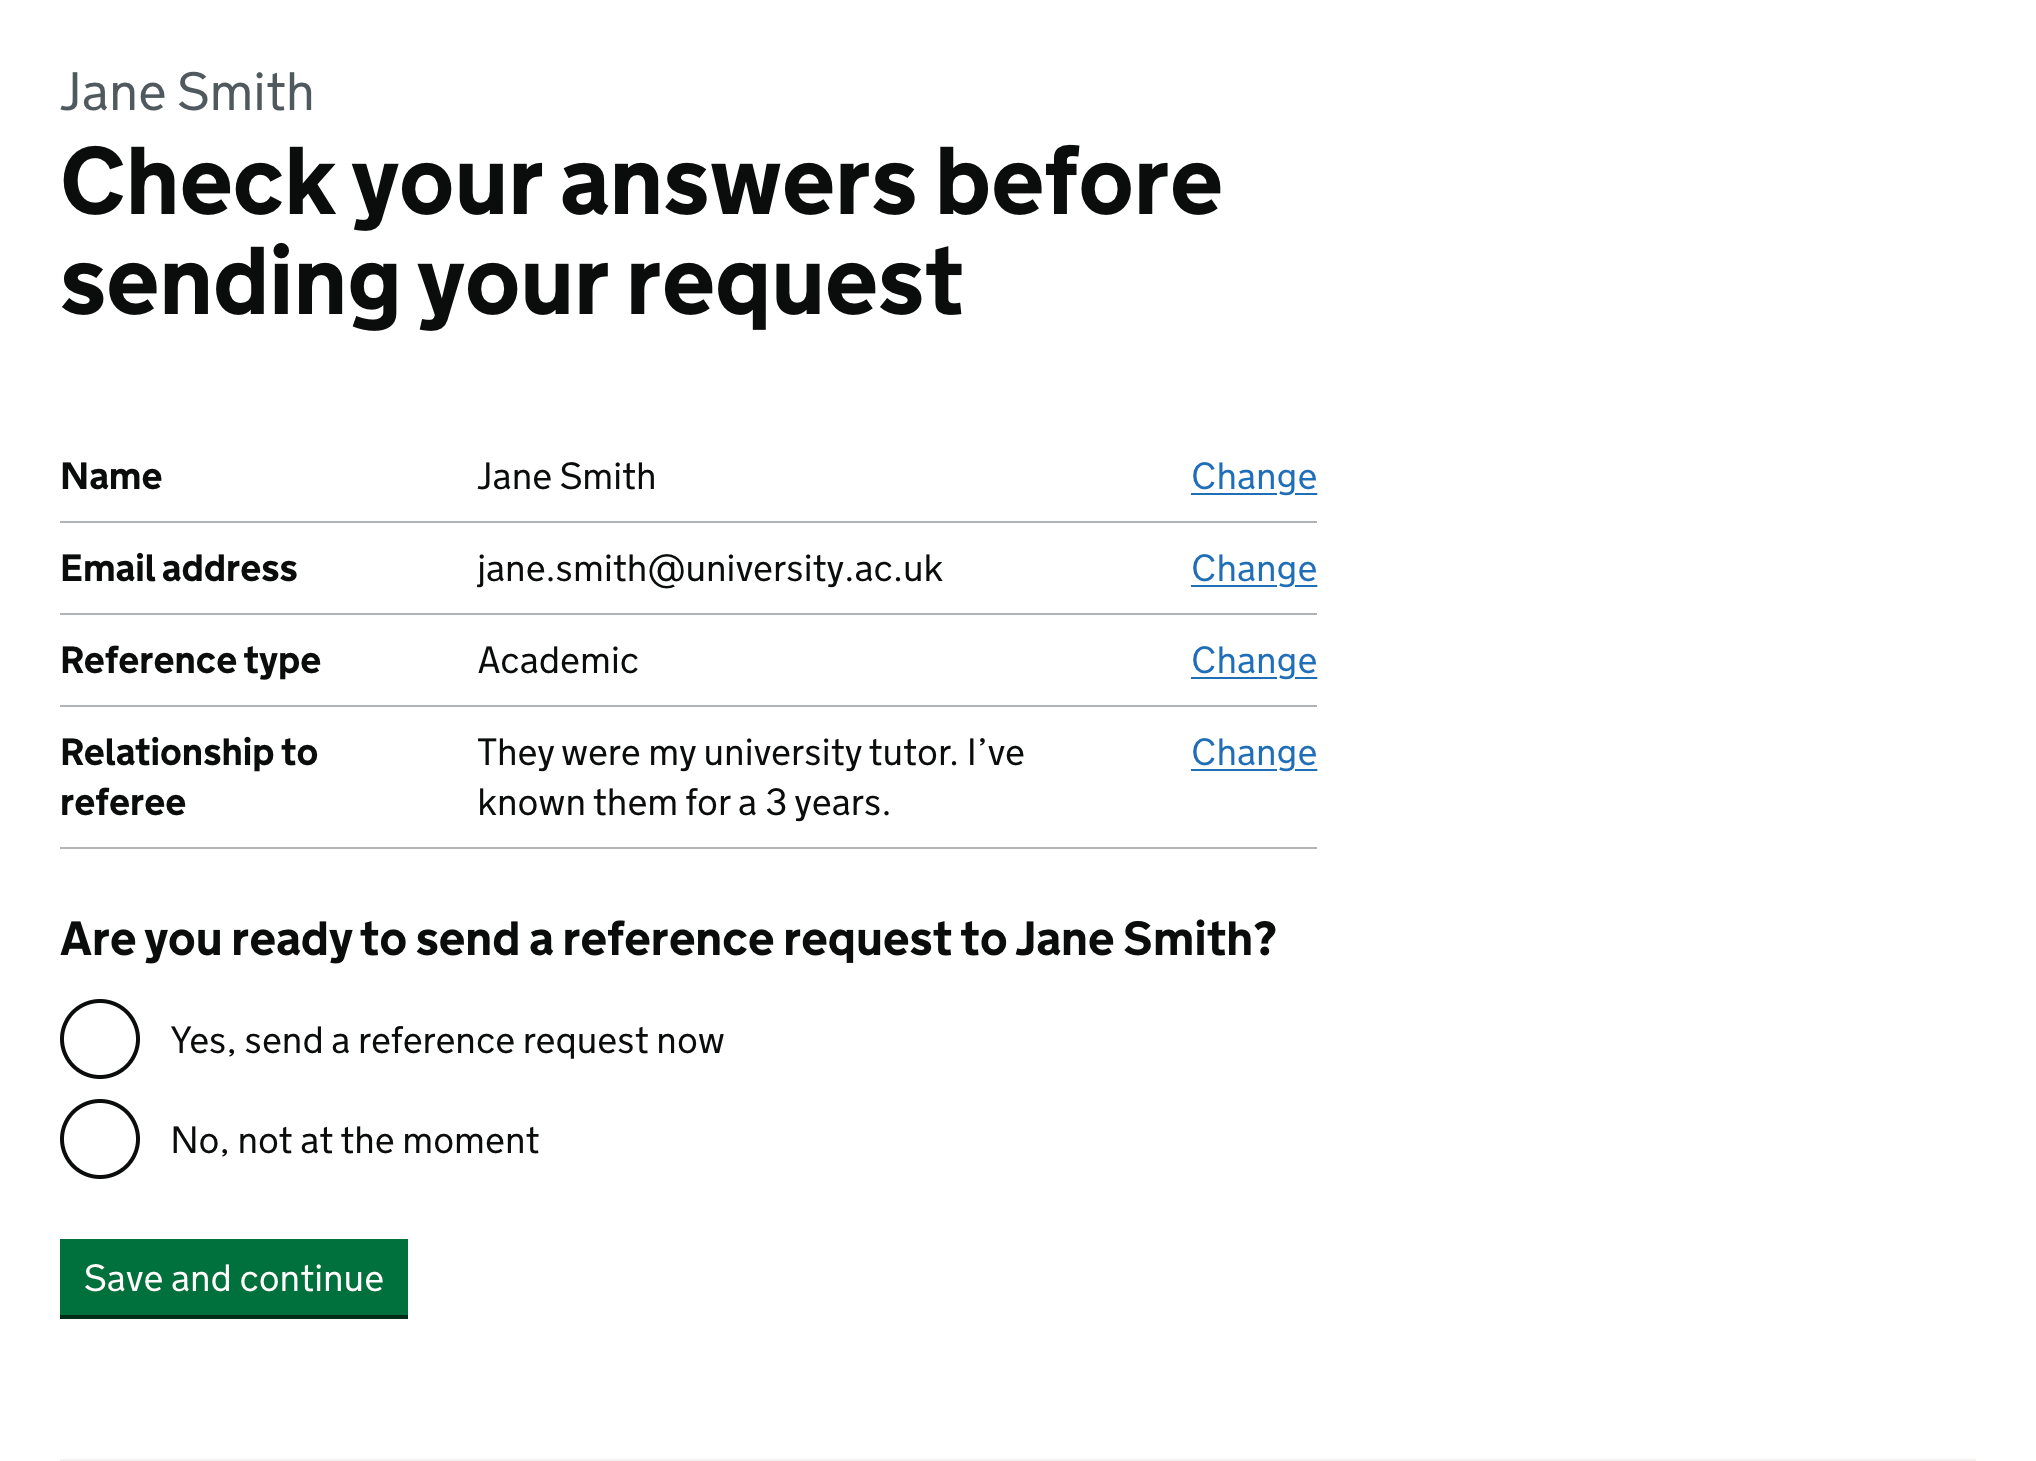 Jane Smith
Check your answers before
sending your request
Name Jane Smith Change
Email address jane.smith@university.ac.uk Change
Reference type Academic Change
Relationship to They were my university tutor. I’ve Change
referee known them for a 3 years.
Are you ready to send a reference request to Jane Smith?
Yes, send a reference request now
No, not at the moment
Save and continue